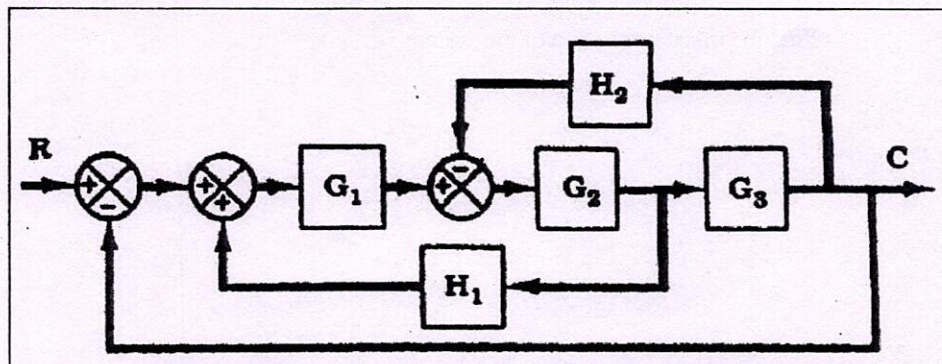 H₂
R
C
+
-
+
+
G₁
-
+
G₂
G₃
H₁